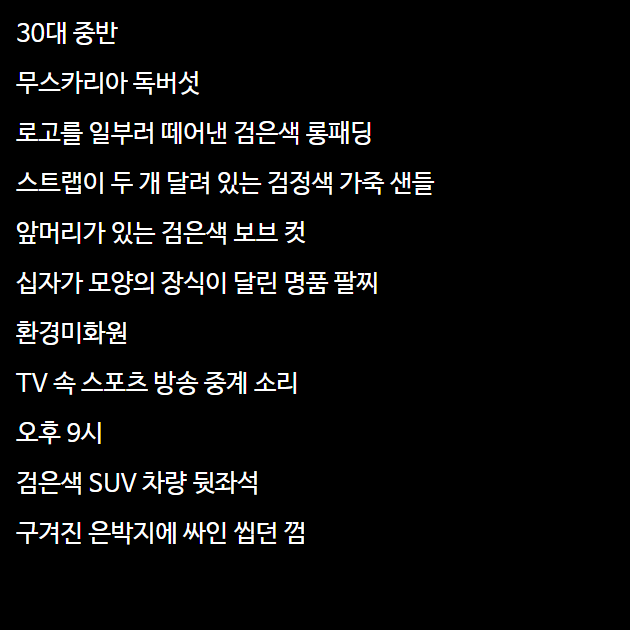 30대 중반
무스카리아 독버섯
로고를 일부러 떼어낸 검은색 롱패딩
스트랩이 두 개 달려 있는 검정색 가죽 샌들
앞머리가 있는 검은색 보브 컷
십자가 모양의 장식이 달린 명품 팔찌
환경미화원
TV 속 스포츠 방송 중계 소리
오후 9시
검은색 SUV 차량 뒷좌석
구겨진 은박지에 싸인 씹던 껌